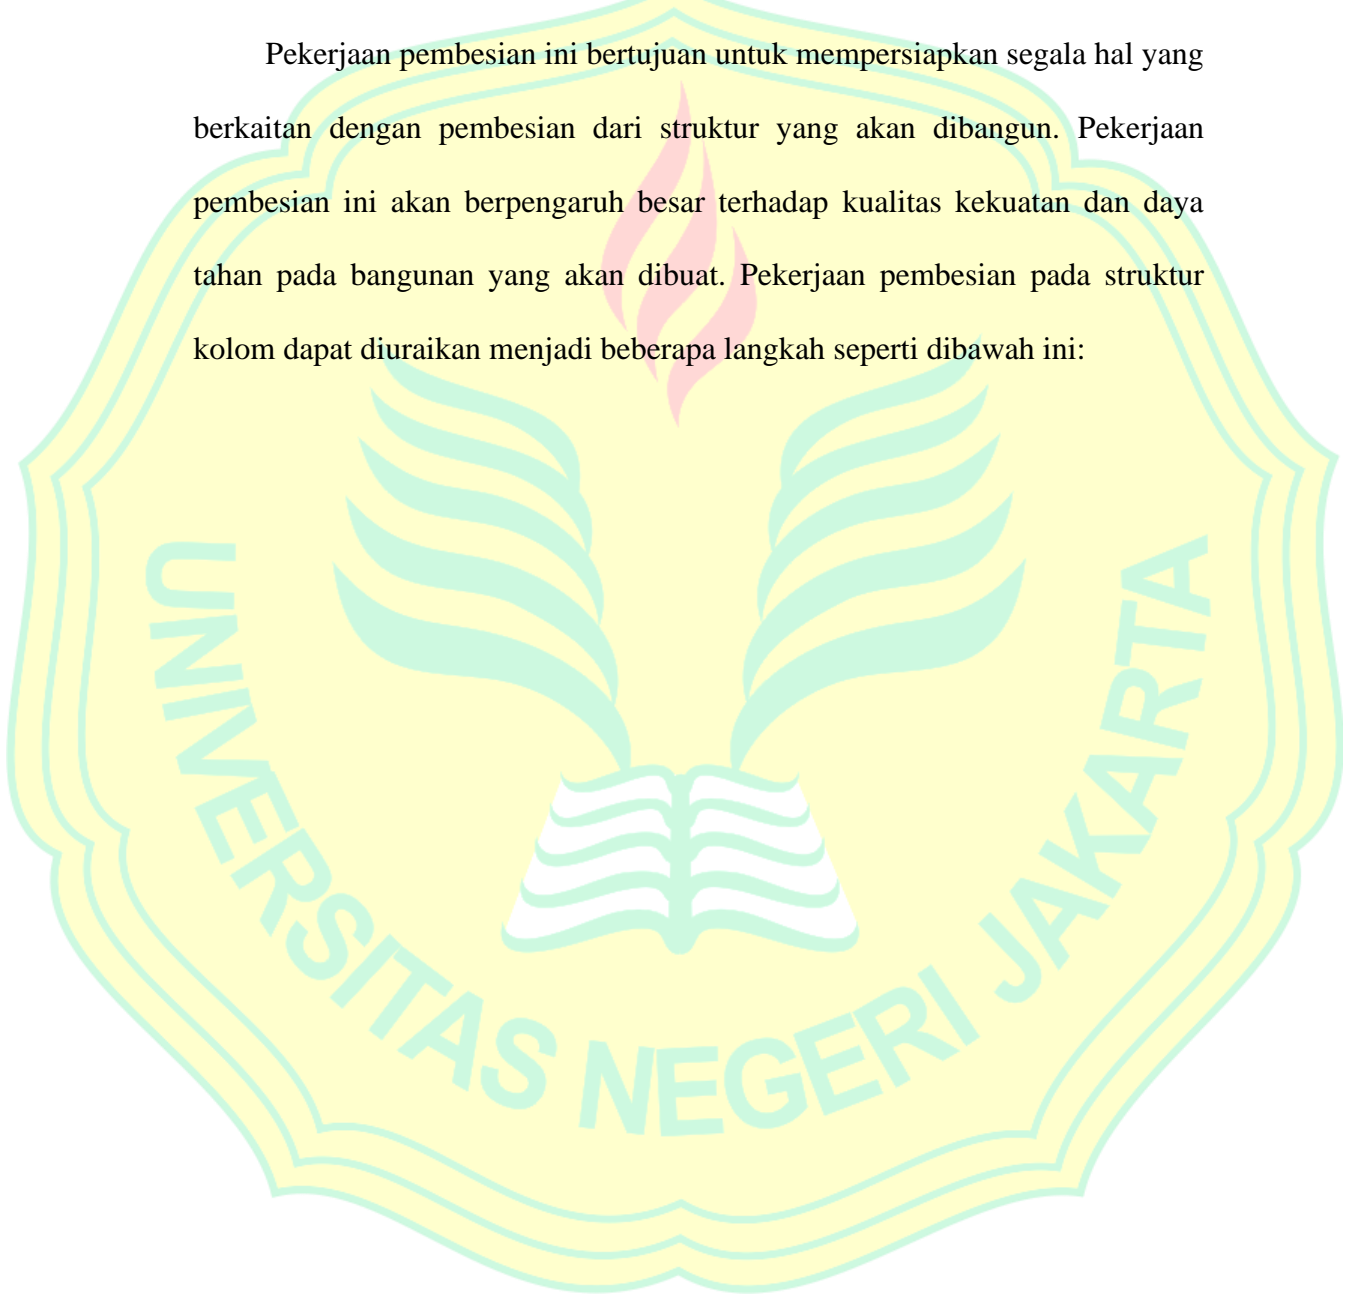 Pekerjaan pembesian ini bertujuan untuk mempersiapkan segala hal yang
berkaitan dengan pembesian dari struktur yang akan dibangun. Pekerjaan
pembesian ini akan berpengaruh besar terhadap kualitas kekuatan dan daya
tahan pada bangunan yang akan dibuat. Pekerjaan pembesian pada struktur
kolom dapat diuraikan menjadi beberapa langkah seperti dibawah ini:
UNIVERSITAS NEGERI JAKARTA